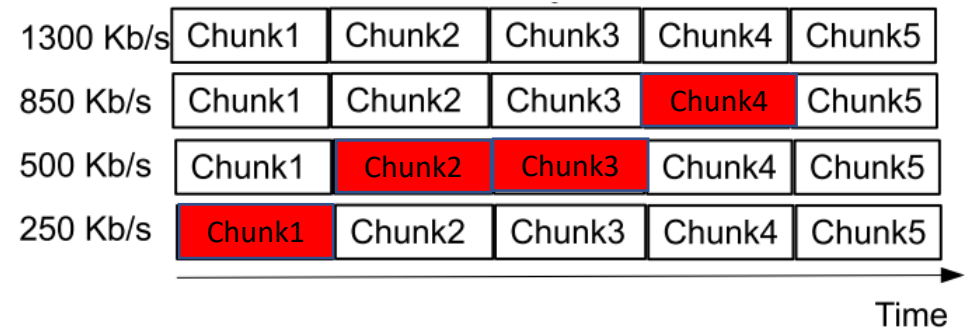 1300 Kb/s Chunk1 Chunk2 Chunk3 Chunk4 Chunk5
850 Kb/s Chunk1 Chunk2 Chunk3 Chunk4 Chunk5
500 Kb/s Chunk1 Chunk2 Chunk3 Chunk4 Chunk5
250 Kb/s Chunk1 Chunk2 Chunk3 Chunk4 Chunk5
Time